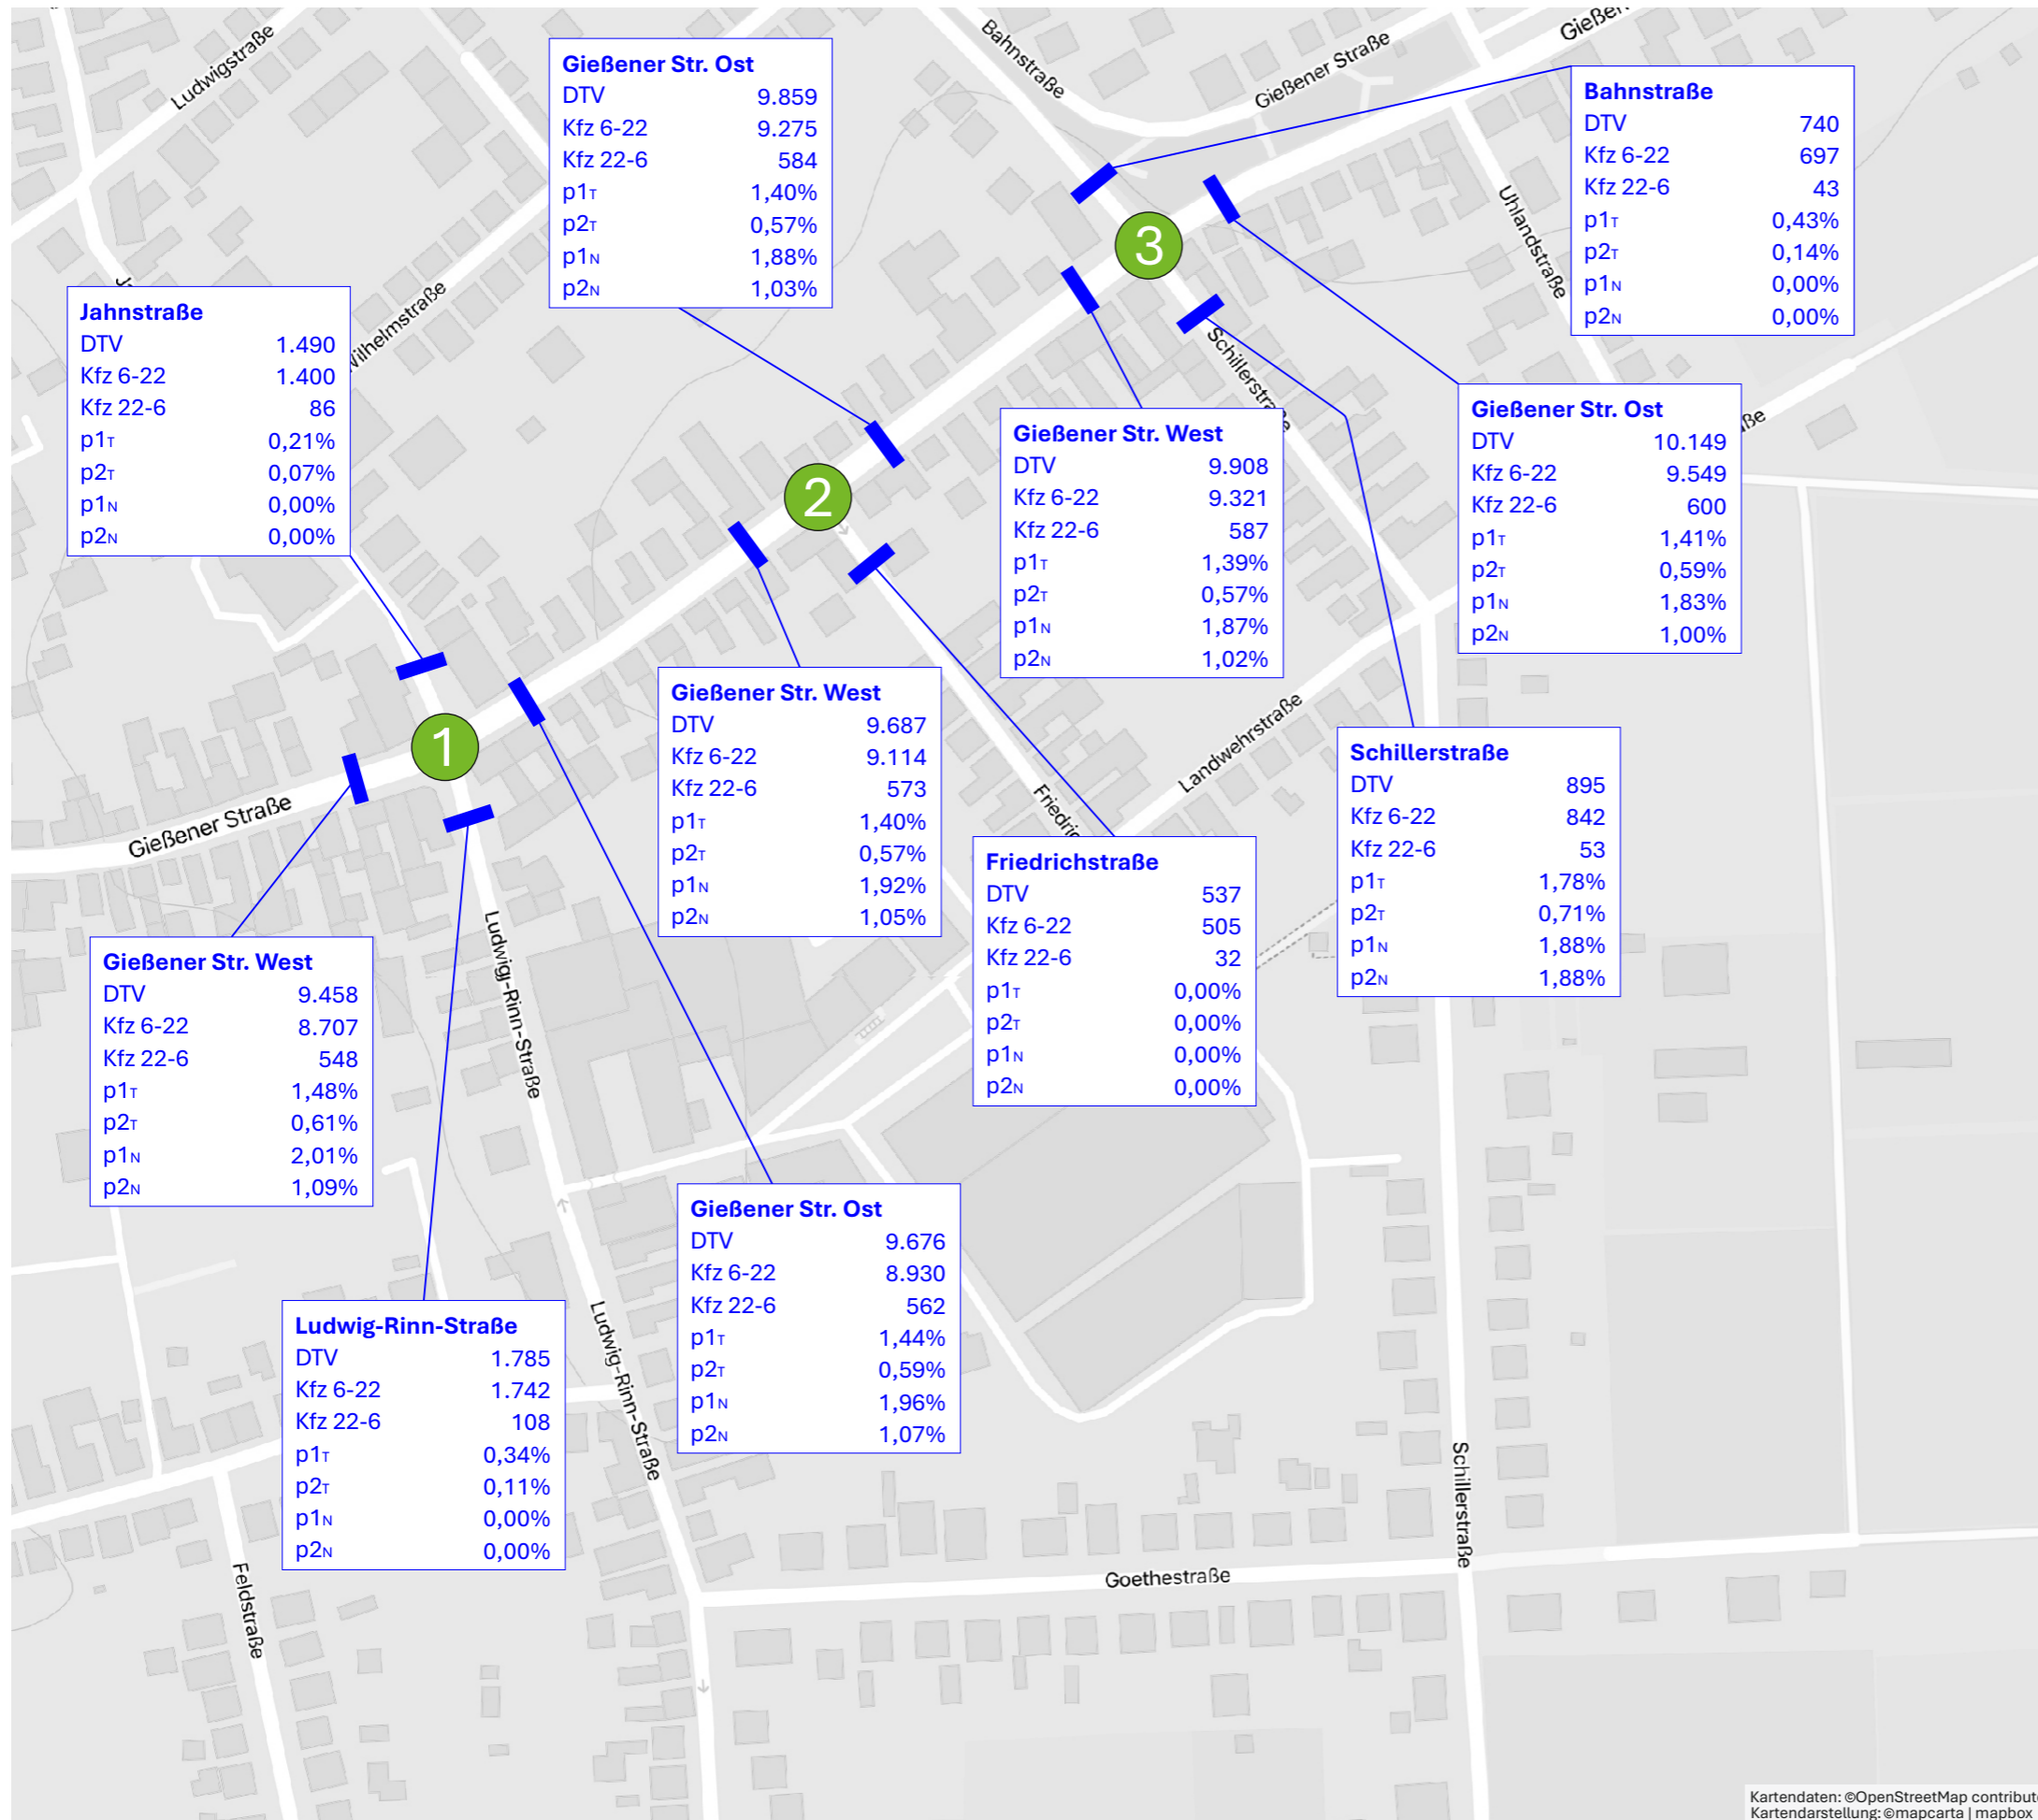 Ludwigstraße
Bahnstraße
Gießener Straße
Uhlandstraße
Wilhelmstraße
Schillerstraße
Gießener Str. Ost
DTV 9.859
Kfz 6-22 9.275
Kfz 22-6 584
p1T 1,40%
p2T 0,57%
p1N 1,88%
p2N 1,03%
Bahnstraße
DTV 740
Kfz 6-22 697
Kfz 22-6 43
p1T 0,43%
p2T 0,14%
p1N 0,00%
p2N 0,00%
Jahnstraße
DTV 1.490
Kfz 6-22 1.400
Kfz 22-6 86
p1T 0,21%
p2T 0,07%
p1N 0,00%
p2N 0,00%
3
2
1
Gießener Str. West
DTV 9.908
Kfz 6-22 9.321
Kfz 22-6 587
p1T 1,39%
p2T 0,57%
p1N 1,87%
p2N 1,02%
Gießener Str. Ost
DTV 10.149
Kfz 6-22 9.549
Kfz 22-6 600
p1T 1,41%
p2T 0,59%
p1N 1,83%
p2N 1,00%
Gießener Str. West
DTV 9.687
Kfz 6-22 9.114
Kfz 22-6 573
p1T 1,40%
p2T 0,57%
p1N 1,92%
p2N 1,05%
Landwehrstraße
Schillerstraße
DTV 895
Kfz 6-22 842
Kfz 22-6 53
p1T 1,78%
p2T 0,71%
p1N 1,88%
p2N 1,88%
Gießener Straße
Friedrichstraße
DTV 537
Kfz 6-22 505
Kfz 22-6 32
p1T 0,00%
p2T 0,00%
p1N 0,00%
p2N 0,00%
Gießener Str. West
DTV 9.458
Kfz 6-22 8.707
Kfz 22-6 548
p1T 1,48%
p2T 0,61%
p1N 2,01%
p2N 1,09%
Ludwig-Rinn-Straße
Gießener Str. Ost
DTV 9.676
Kfz 6-22 8.930
Kfz 22-6 562
p1T 1,44%
p2T 0,59%
p1N 1,96%
p2N 1,07%
Ludwig-Rinn-Straße
DTV 1.785
Kfz 6-22 1.742
Kfz 22-6 108
p1T 0,34%
p2T 0,11%
p1N 0,00%
p2N 0,00%
Ludwig-Rinn-Straße
Schillerstraße
Feldstraße
Goethestraße
Kartendaten: ©OpenStreetMap
Kartendarstellung: ©mapcarta | mapbox